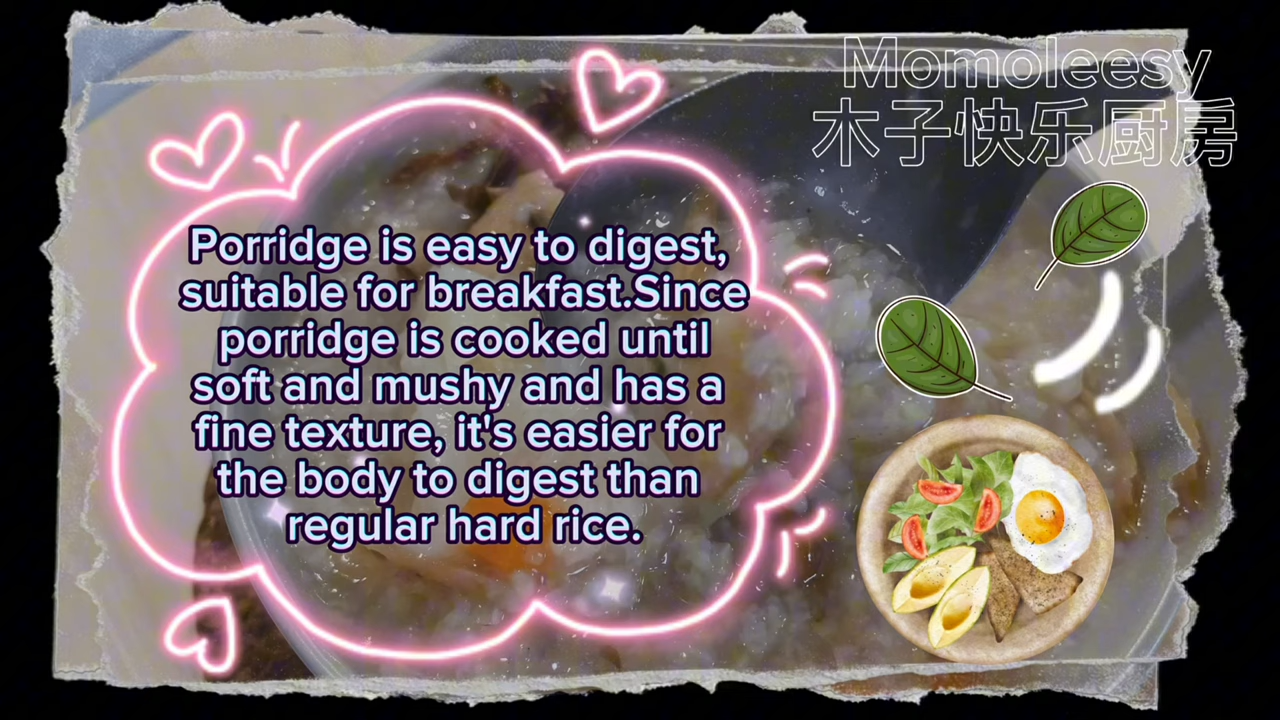 Momoleesy
木子快乐厨房
Porridge is easy to digest,
suitable for breakfast.Since
porridge is cooked until
soft and mushy and has a
fine texture, it's easier for
the body to digest than
regular hard rice.